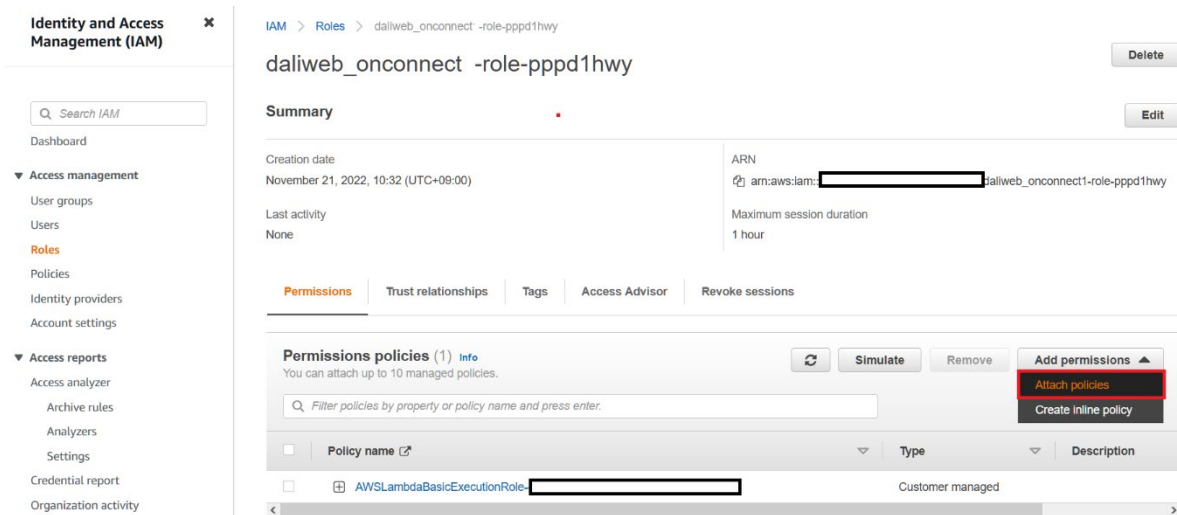 Identity and Access
Management (IAM)
Search IAM
Dashboard
Access management
User groups
Users
Roles
Policies
Identity providers
Account settings
Access reports
Access analyzer
Archive rules
Analyzers
Settings
Credential report
Organization activity
IAM > Roles > daliweb_onconnect -role-pppd1hwy
daliweb_onconnect -role-pppd1hwy
Delete
Summary
Edit
Creation date
November 21, 2022, 10:32 (UTC+09:00)
Last activity
None
ARN
arn:aws:iam:: daliweb_onconnect1-role-pppd1hwy
Maximum session duration
1 hour
Permissions Trust relationships Tags Access Advisor Revoke sessions
Permissions policies (1) Info
You can attach up to 10 managed policies.
Simulate Remove Add permissions
Attach policies
Create inline policy
Filter policies by property or policy name and press enter.
Policy name Type Description
AWSLambdaBasicExecutionRole- Customer managed